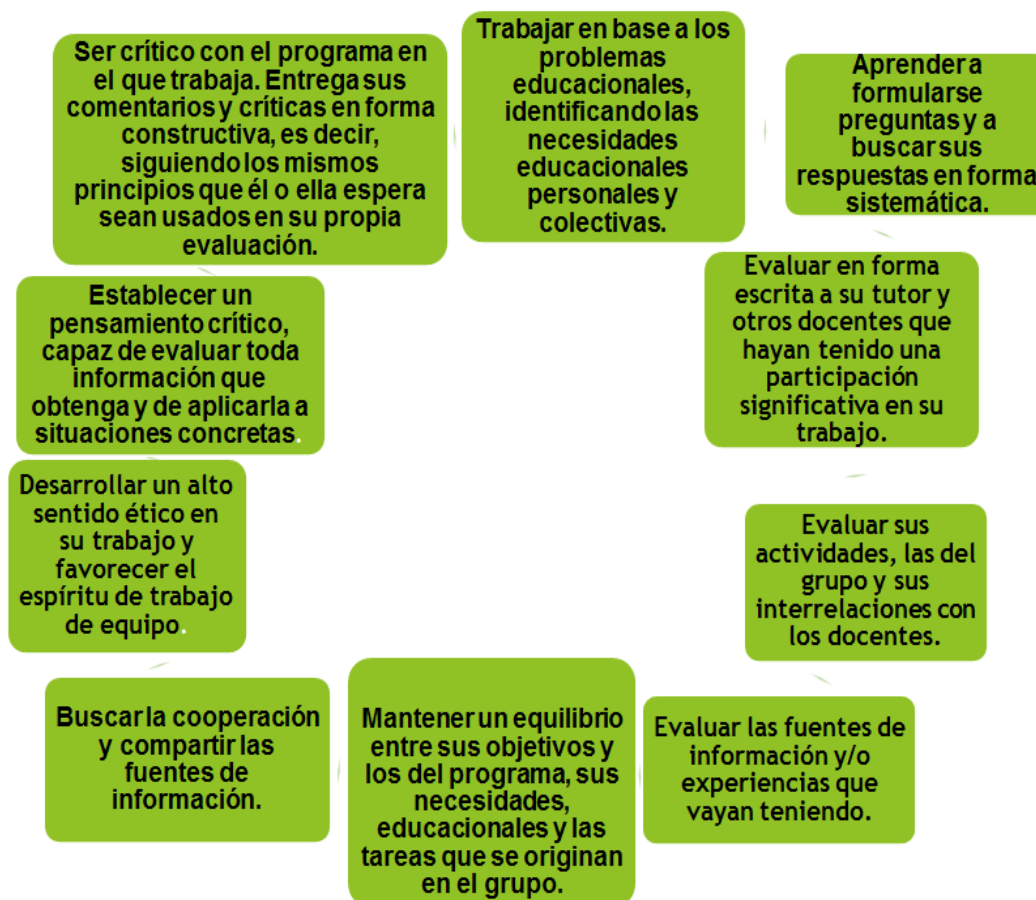 Trabajar en base a los
problemas
educacionales,
identificando las
necesidades
educacionales
personales y
colectivas.
Aprender a
formularse
preguntas y a
buscar sus
respuestas en forma
sistemática.
Evaluar en forma
escrita a su tutor y
otros docentes que
hayan tenido una
participación
significativa en su
trabajo.
Evaluar sus
actividades, las del
grupo y sus
interrelaciones con
los docentes.
Evaluar las fuentes de
información y/o
experiencias que
vayan teniendo.
Mantener un equilibrio
entre sus objetivos y
los del programa, sus
necesidades,
educacionales y las
tareas que se originan
en el grupo.
Buscar la cooperación
y compartir las
fuentes de
información.
Desarrollar un alto
sentido ético en
su trabajo y
favorecer el
espíritu de trabajo
de equipo.
Establecer un
pensamiento crítico,
capaz de evaluar toda
información que
obtenga y de aplicarla a
situaciones concretas.
Ser crítico con el programa en
el que trabaja. Entrega sus
comentarios y críticas en forma
constructiva, es decir,
siguiendo los mismos
principios que él o ella espera
sean usados en su propia
evaluación.